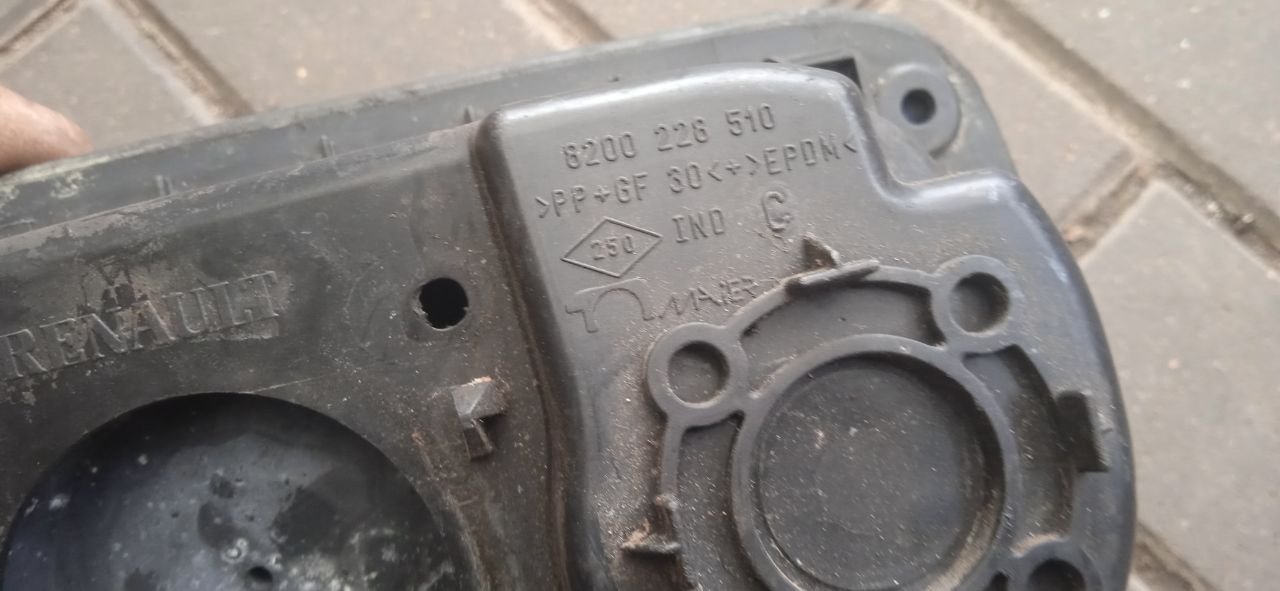 8200 226 510
>PP+GF 30<+>EPDM<
250 IND C
MAIER
RENAULT